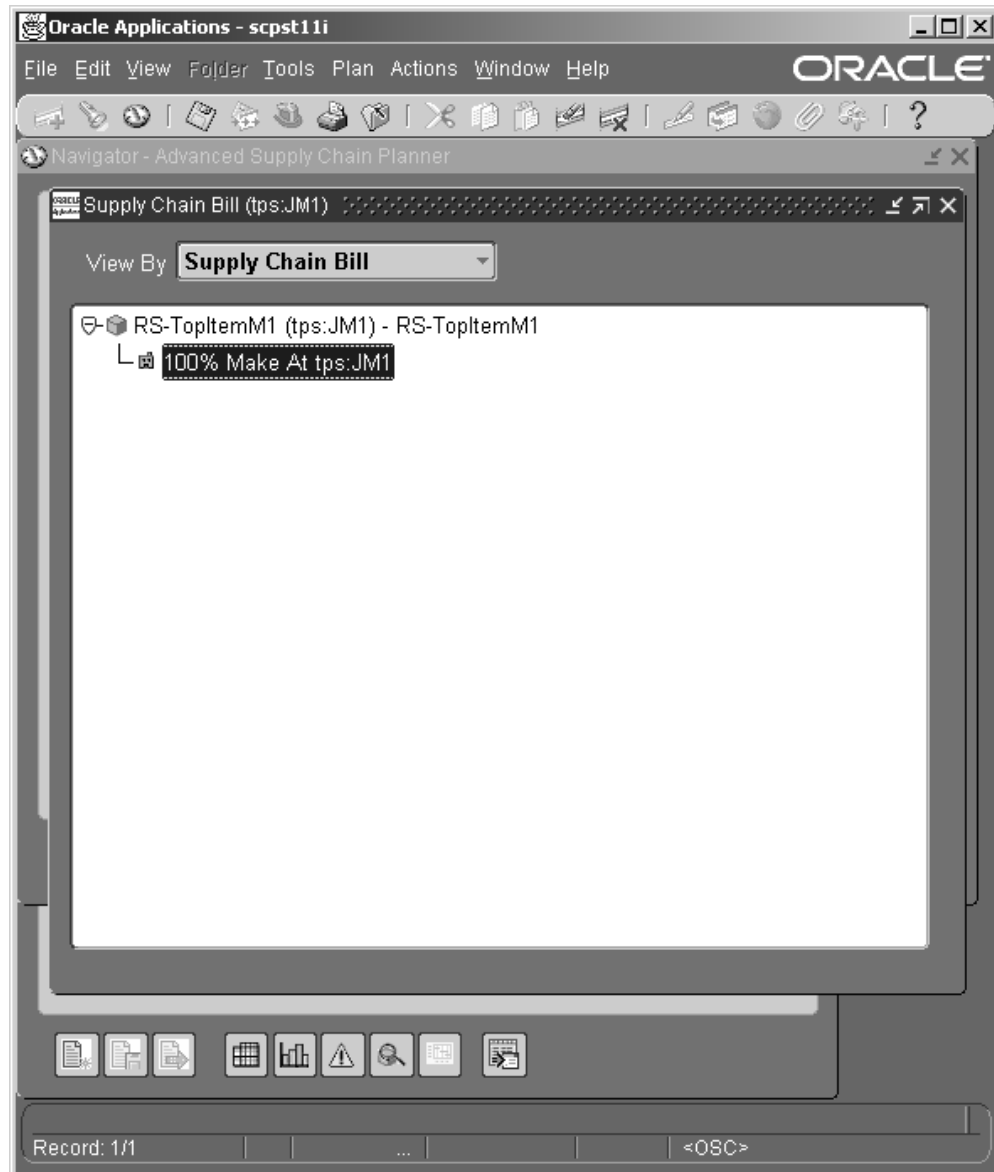 Oracle Applications - scpst11i
File Edit View Folder Tools Plan Actions Window Help ORACLE
?
Navigator - Advanced Supply Chain Planner
Supply Chain Bill (tps:JM1)
View By Supply Chain Bill
RS-TopItemM1 (tps:JM1) - RS-TopItemM1
100% Make At tps:JM1
Record: 1/1 ... <OSC>